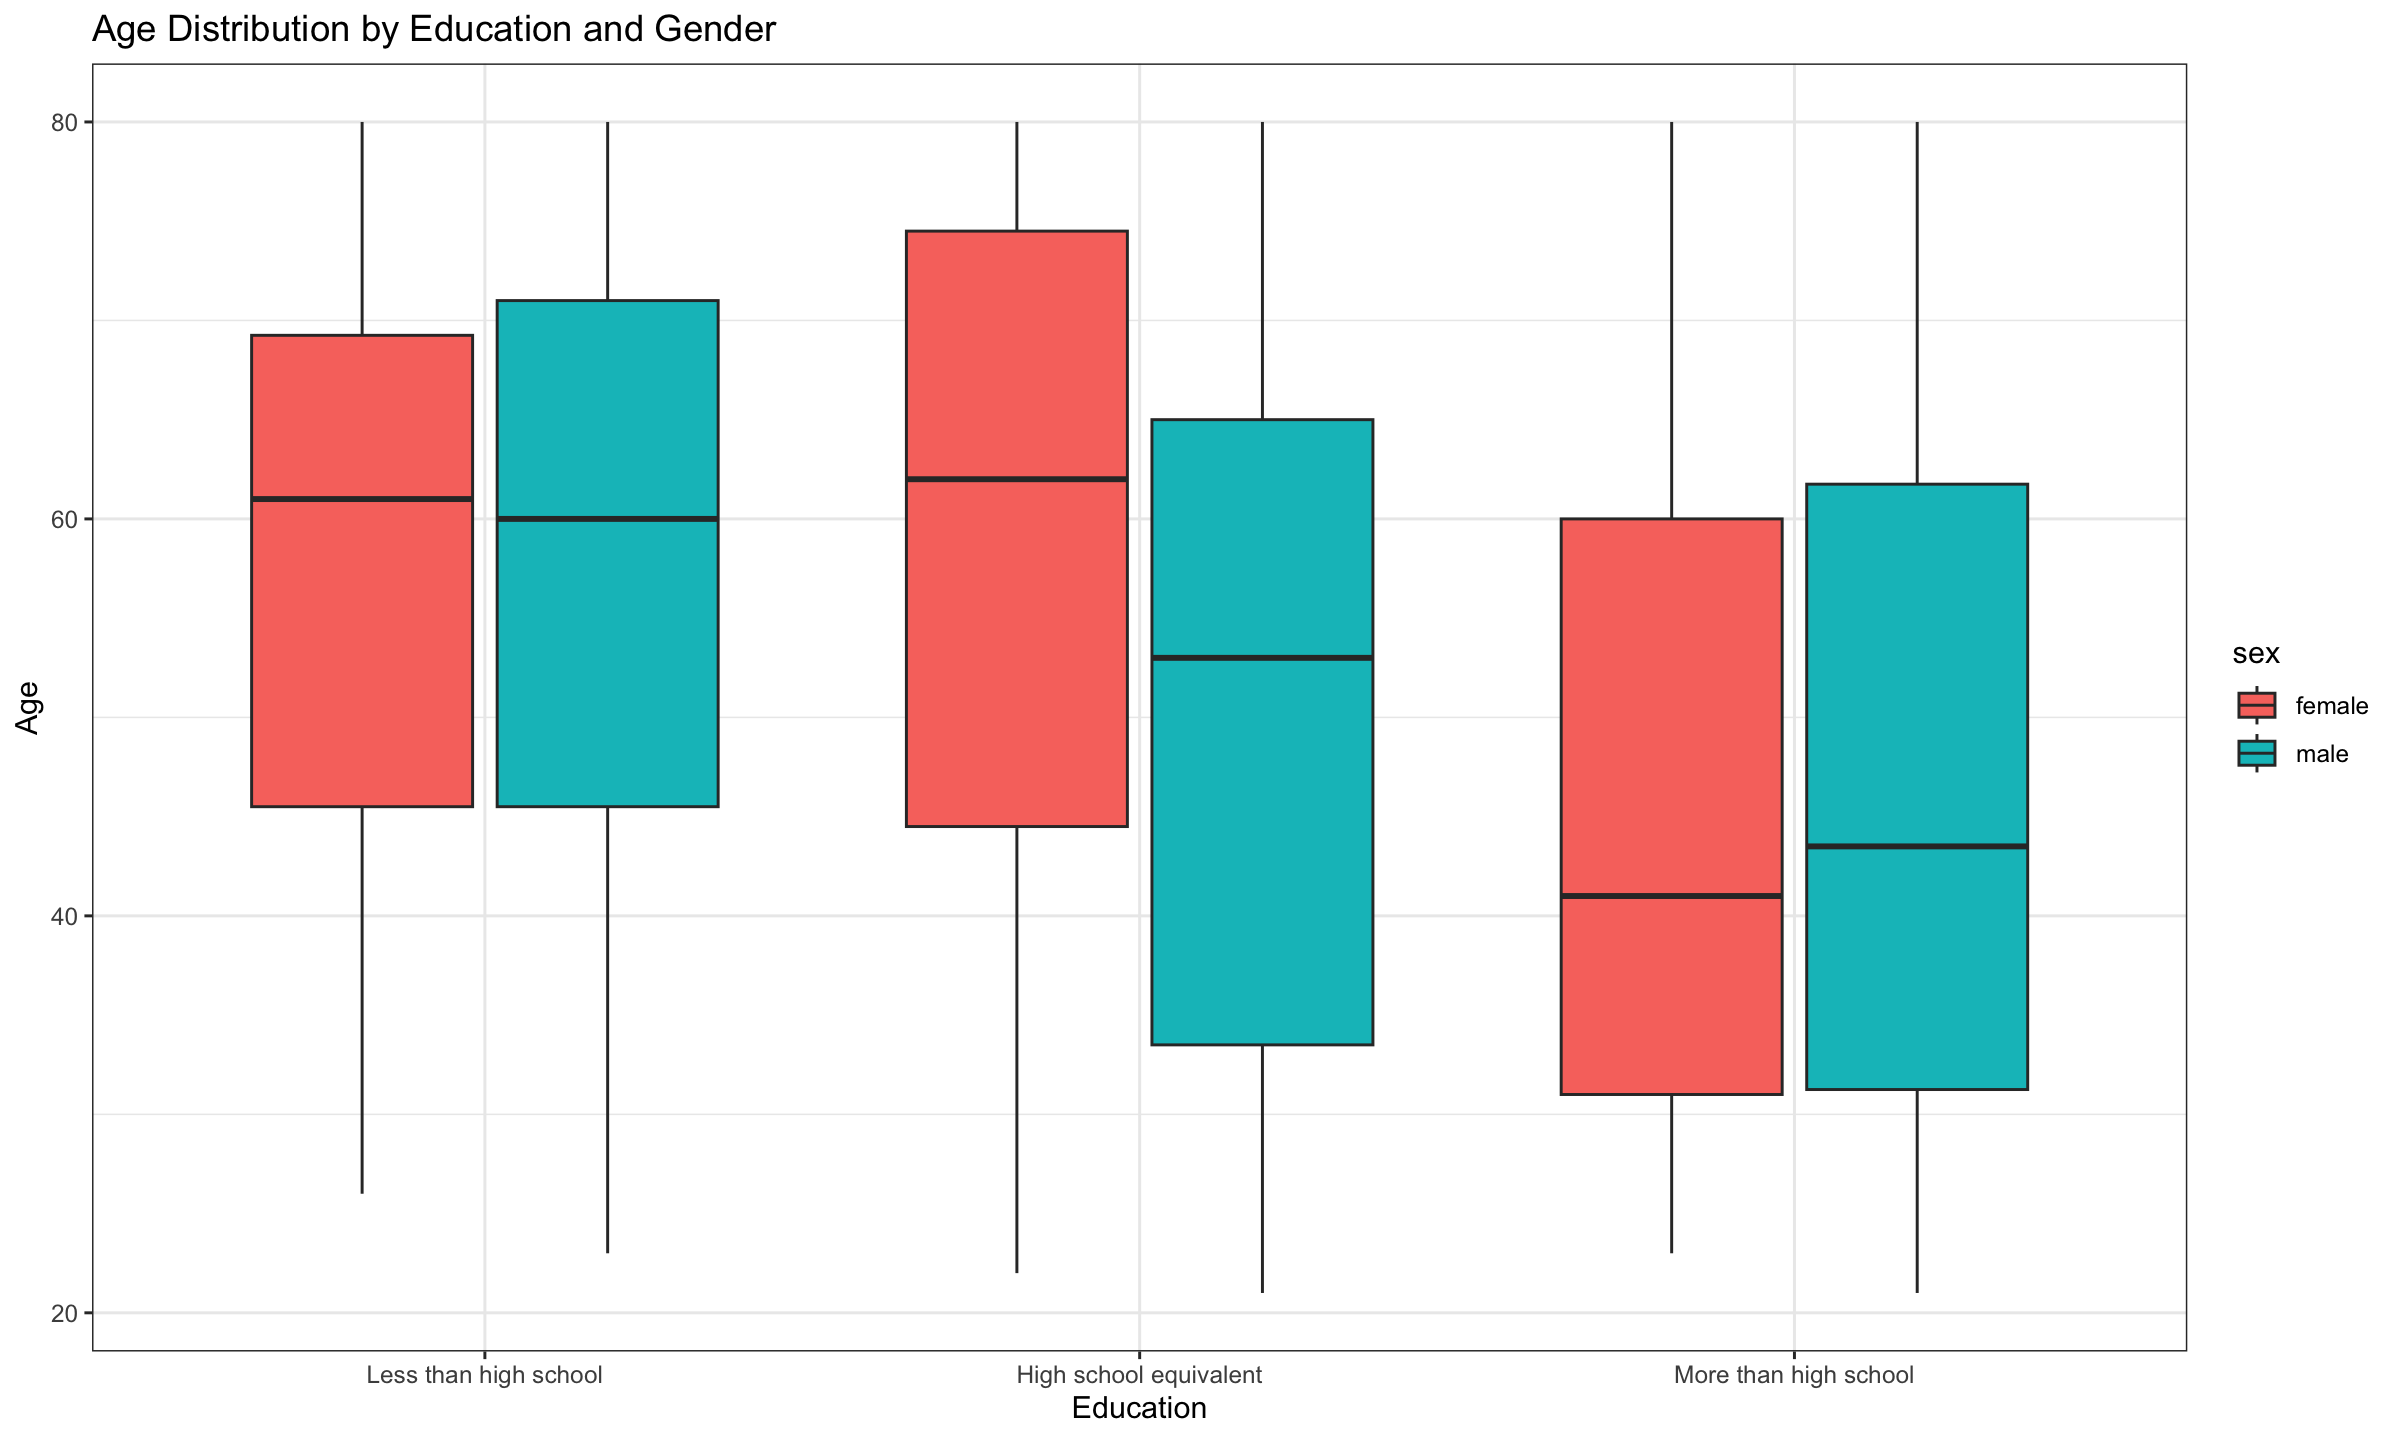 Age Distribution by Education and Gender
80
60
40
20
Age
Less than high school
High school equivalent
More than high school
Education
sex
female
male